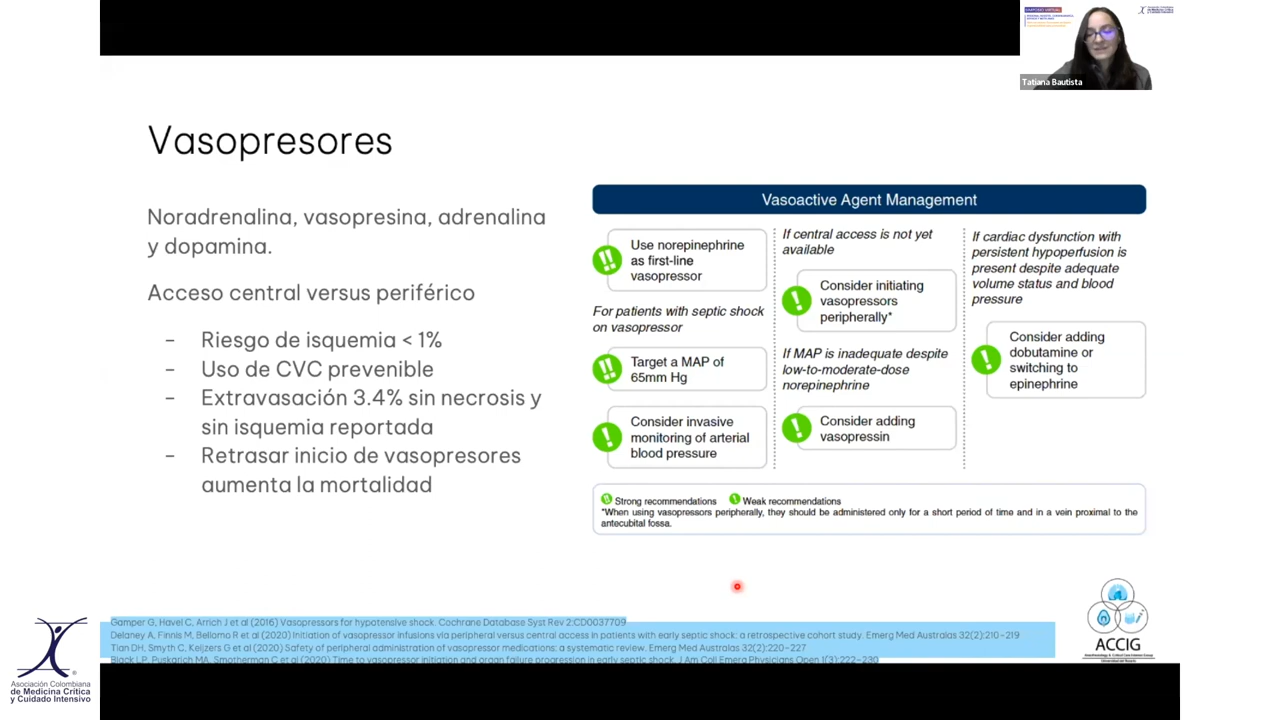 Tatiana Bautista
Vasopresores
Noradrenalina, vasopresina, adrenalina
y dopamina.
Acceso central versus periférico
- Riesgo de isquemia < 1%
- Uso de CVC prevenible
- Extravasación 3.4% sin necrosis y
sin isquemia reportada
- Retrasar inicio de vasopresores
aumenta la mortalidad
Vasoactive Agent Management
Use norepinephrine
as first-line
vasopressor
For patients with septic shock
on vasopressor
Target a MAP of
65mm Hg
Consider invasive
monitoring of arterial
blood pressure
If central access is not yet
available
Consider initiating
vasopressors
peripherally*
If MAP is inadequate despite
low-to-moderate-dose
norepinephrine
Consider adding
vasopressin
If cardiac dysfunction with
persistent hypoperfusion is
present despite adequate
volume status and blood
pressure
Consider adding
dobutamine or
switching to
epinephrine
Strong recommendations Weak recommendations
*When using vasopressors peripherally, they should be administered only for a short period of time and in a vein proximal to the
antecubital fossa.
Gamper G, Havel C, Arrich J et al (2016) Vasopressors for hypotensive shock. Cochrane Database Syst Rev 2:CD0037709
Delaney A, Finnis M, Bellomo R et al (2020) Initiation of vasopressor infusions via peripheral versus central access in patients with early septic shock: a retrospective cohort study. Emerg Med Australas 32(2):210-219
Tian DH, Smyth C, Keijzers G et al (2020) Safety of peripheral administration of vasopressor medications: a systematic review. Emerg Med Australas 32(2):220-227
Black LP, Puskarich MA, Smotherman C et al (2020) Time to vasopressor initiation and organ failure progression in early septic shock. J Am Coll Emerg Physicians Open 1(3):222-230
Asociación Colombiana
de Medicina Crítica
y Cuidado Intensivo
ACCIG